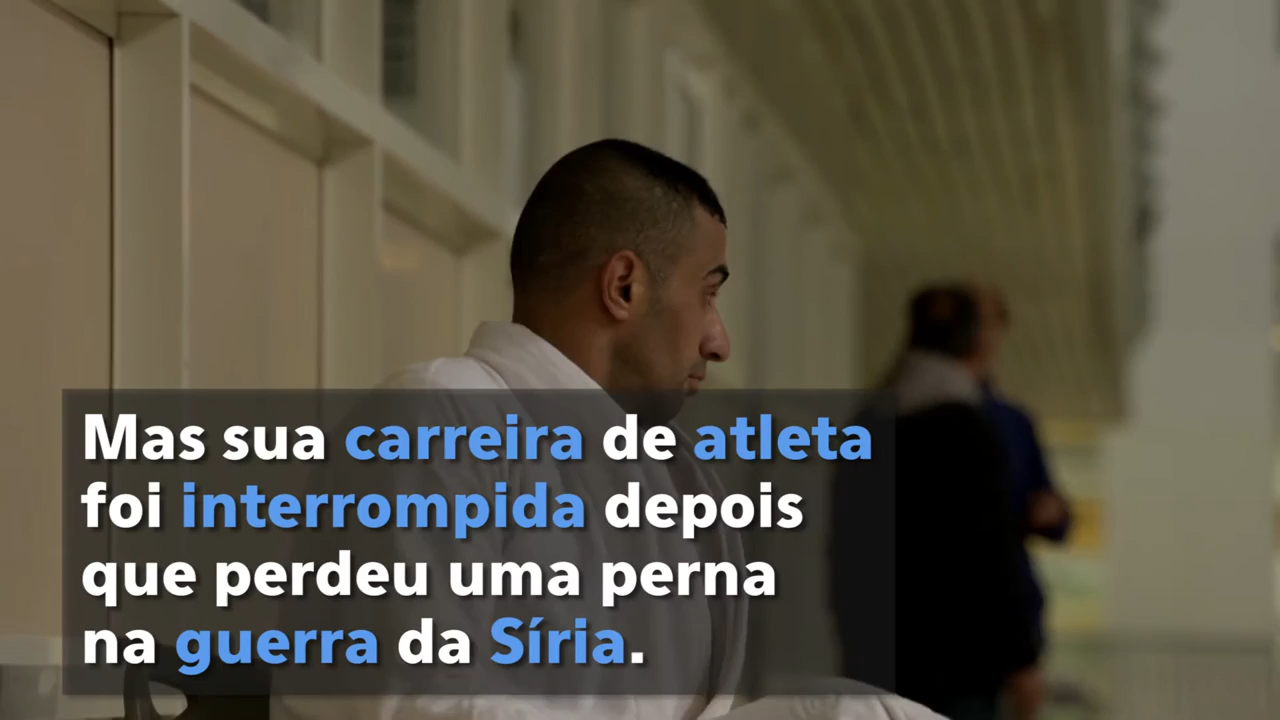 Mas sua carreira de atleta
foi interrompida depois
que perdeu uma perna
na guerra da Síria.